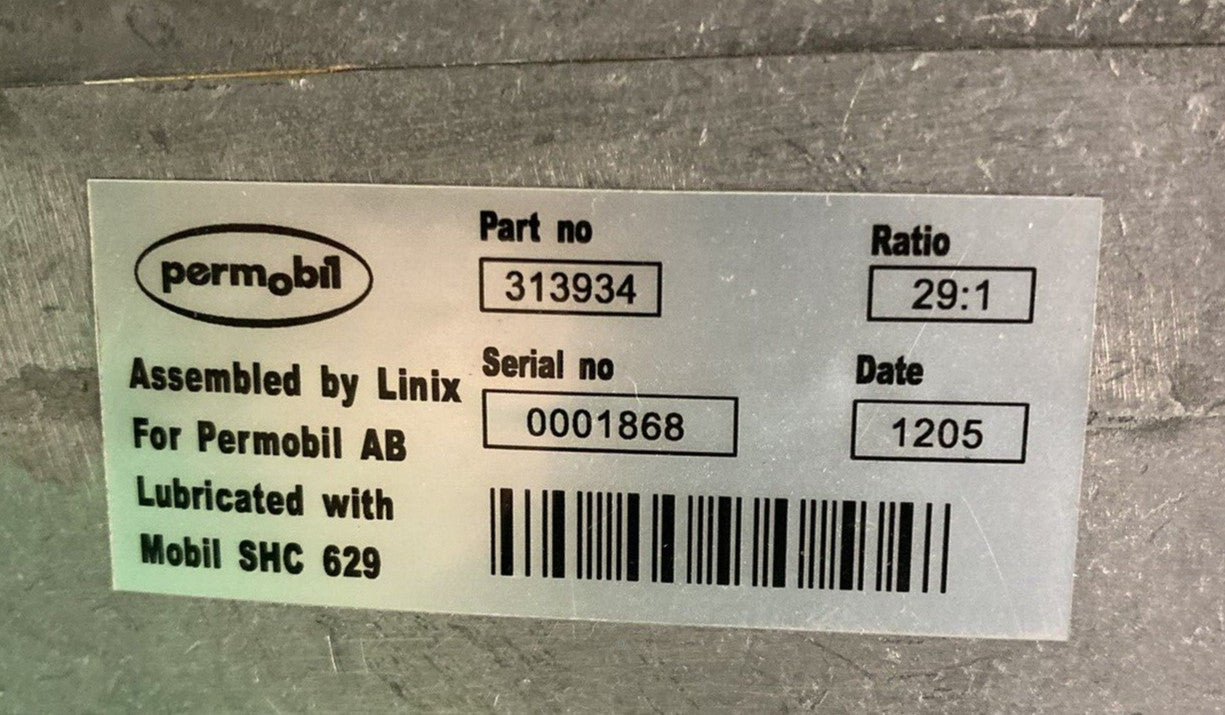 permobil
Assembled by Linix
For Permobil AB
Lubricated with
Mobil SHC 629
Part no
313934
Serial no
0001868
Ratio
29:1
Date
1205